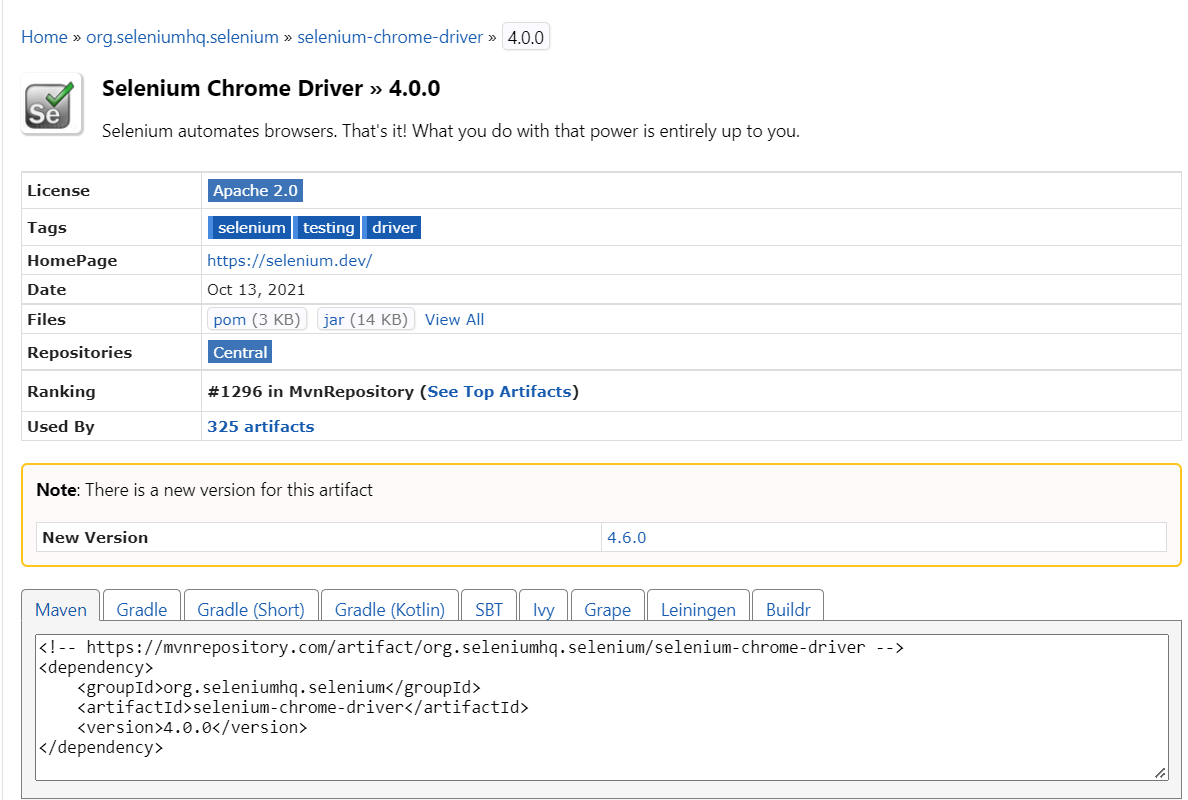 Home » org.seleniumhq.selenium » selenium-chrome-driver » 4.0.0
Se
Selenium Chrome Driver » 4.0.0
Selenium automates browsers. That's it! What you do with that power is entirely up to you.
License Apache 2.0
Tags selenium testing driver
HomePage https://selenium.dev/
Date Oct 13, 2021
Files pom (3 KB) jar (14 KB) View All
Repositories Central
Ranking #1296 in MvnRepository (See Top Artifacts)
Used By 325 artifacts
Note: There is a new version for this artifact
New Version 4.6.0
Maven Gradle Gradle (Short) Gradle (Kotlin) SBT Ivy Grape Leiningen Buildr
<!-- https://mvnrepository.com/artifact/org.seleniumhq.selenium/selenium-chrome-driver -->
<dependency>
    <groupId>org.seleniumhq.selenium</groupId>
    <artifactId>selenium-chrome-driver</artifactId>
    <version>4.0.0</version>
</dependency>